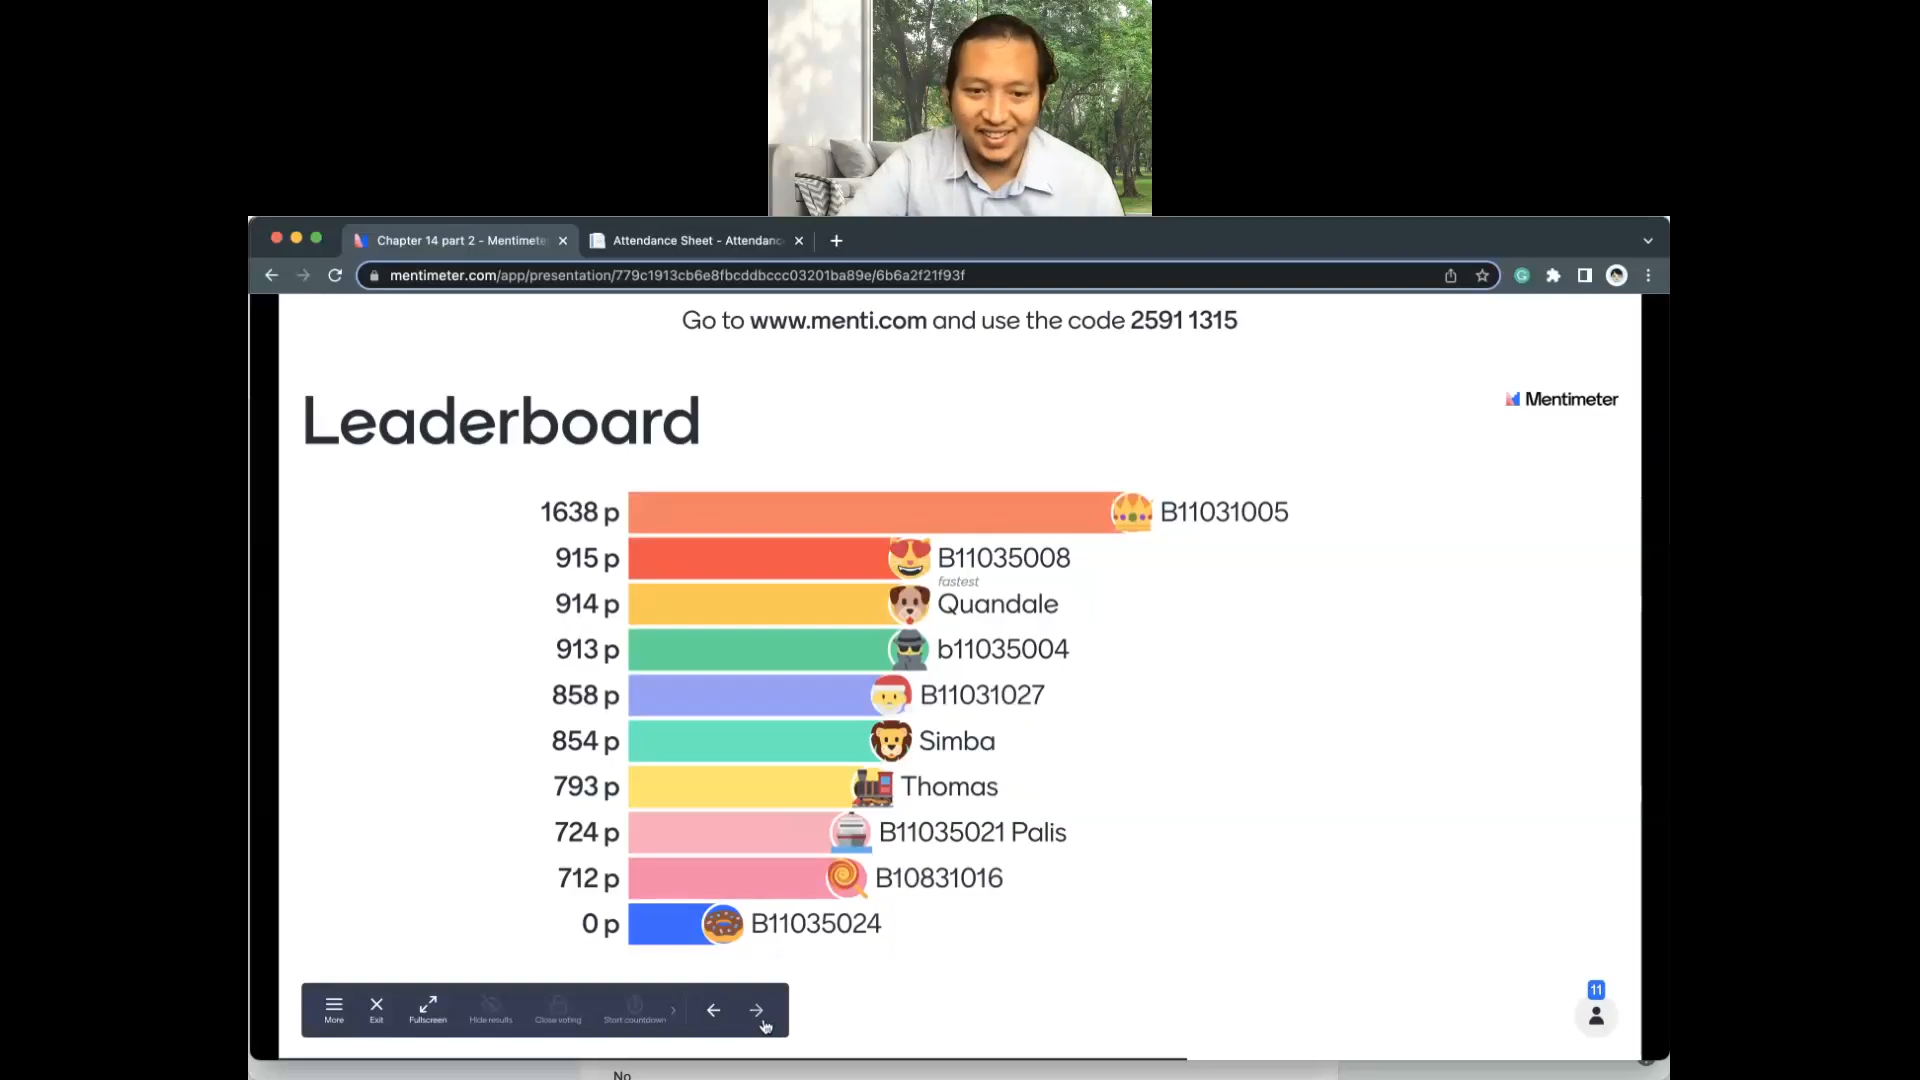 Chapter 14 part 2 - Mentimete
Attendance Sheet - Attendanc
mentimeter.com/app/presentation/779c1913cb6e8fbcddbccc03201ba89e/6b6a2f21f93f
Go to www.menti.com and use the code 2591 1315
Leaderboard
Mentimeter
1638 p B11031005
915 p B11035008
fastest
914 p Quandale
913 p b11035004
858 p B11031027
854 p Simba
793 p Thomas
724 p B11035021 Palis
712 p B10831016
0 p B11035024
11
More Exit Fullscreen Hide results Close voting Start countdown
No